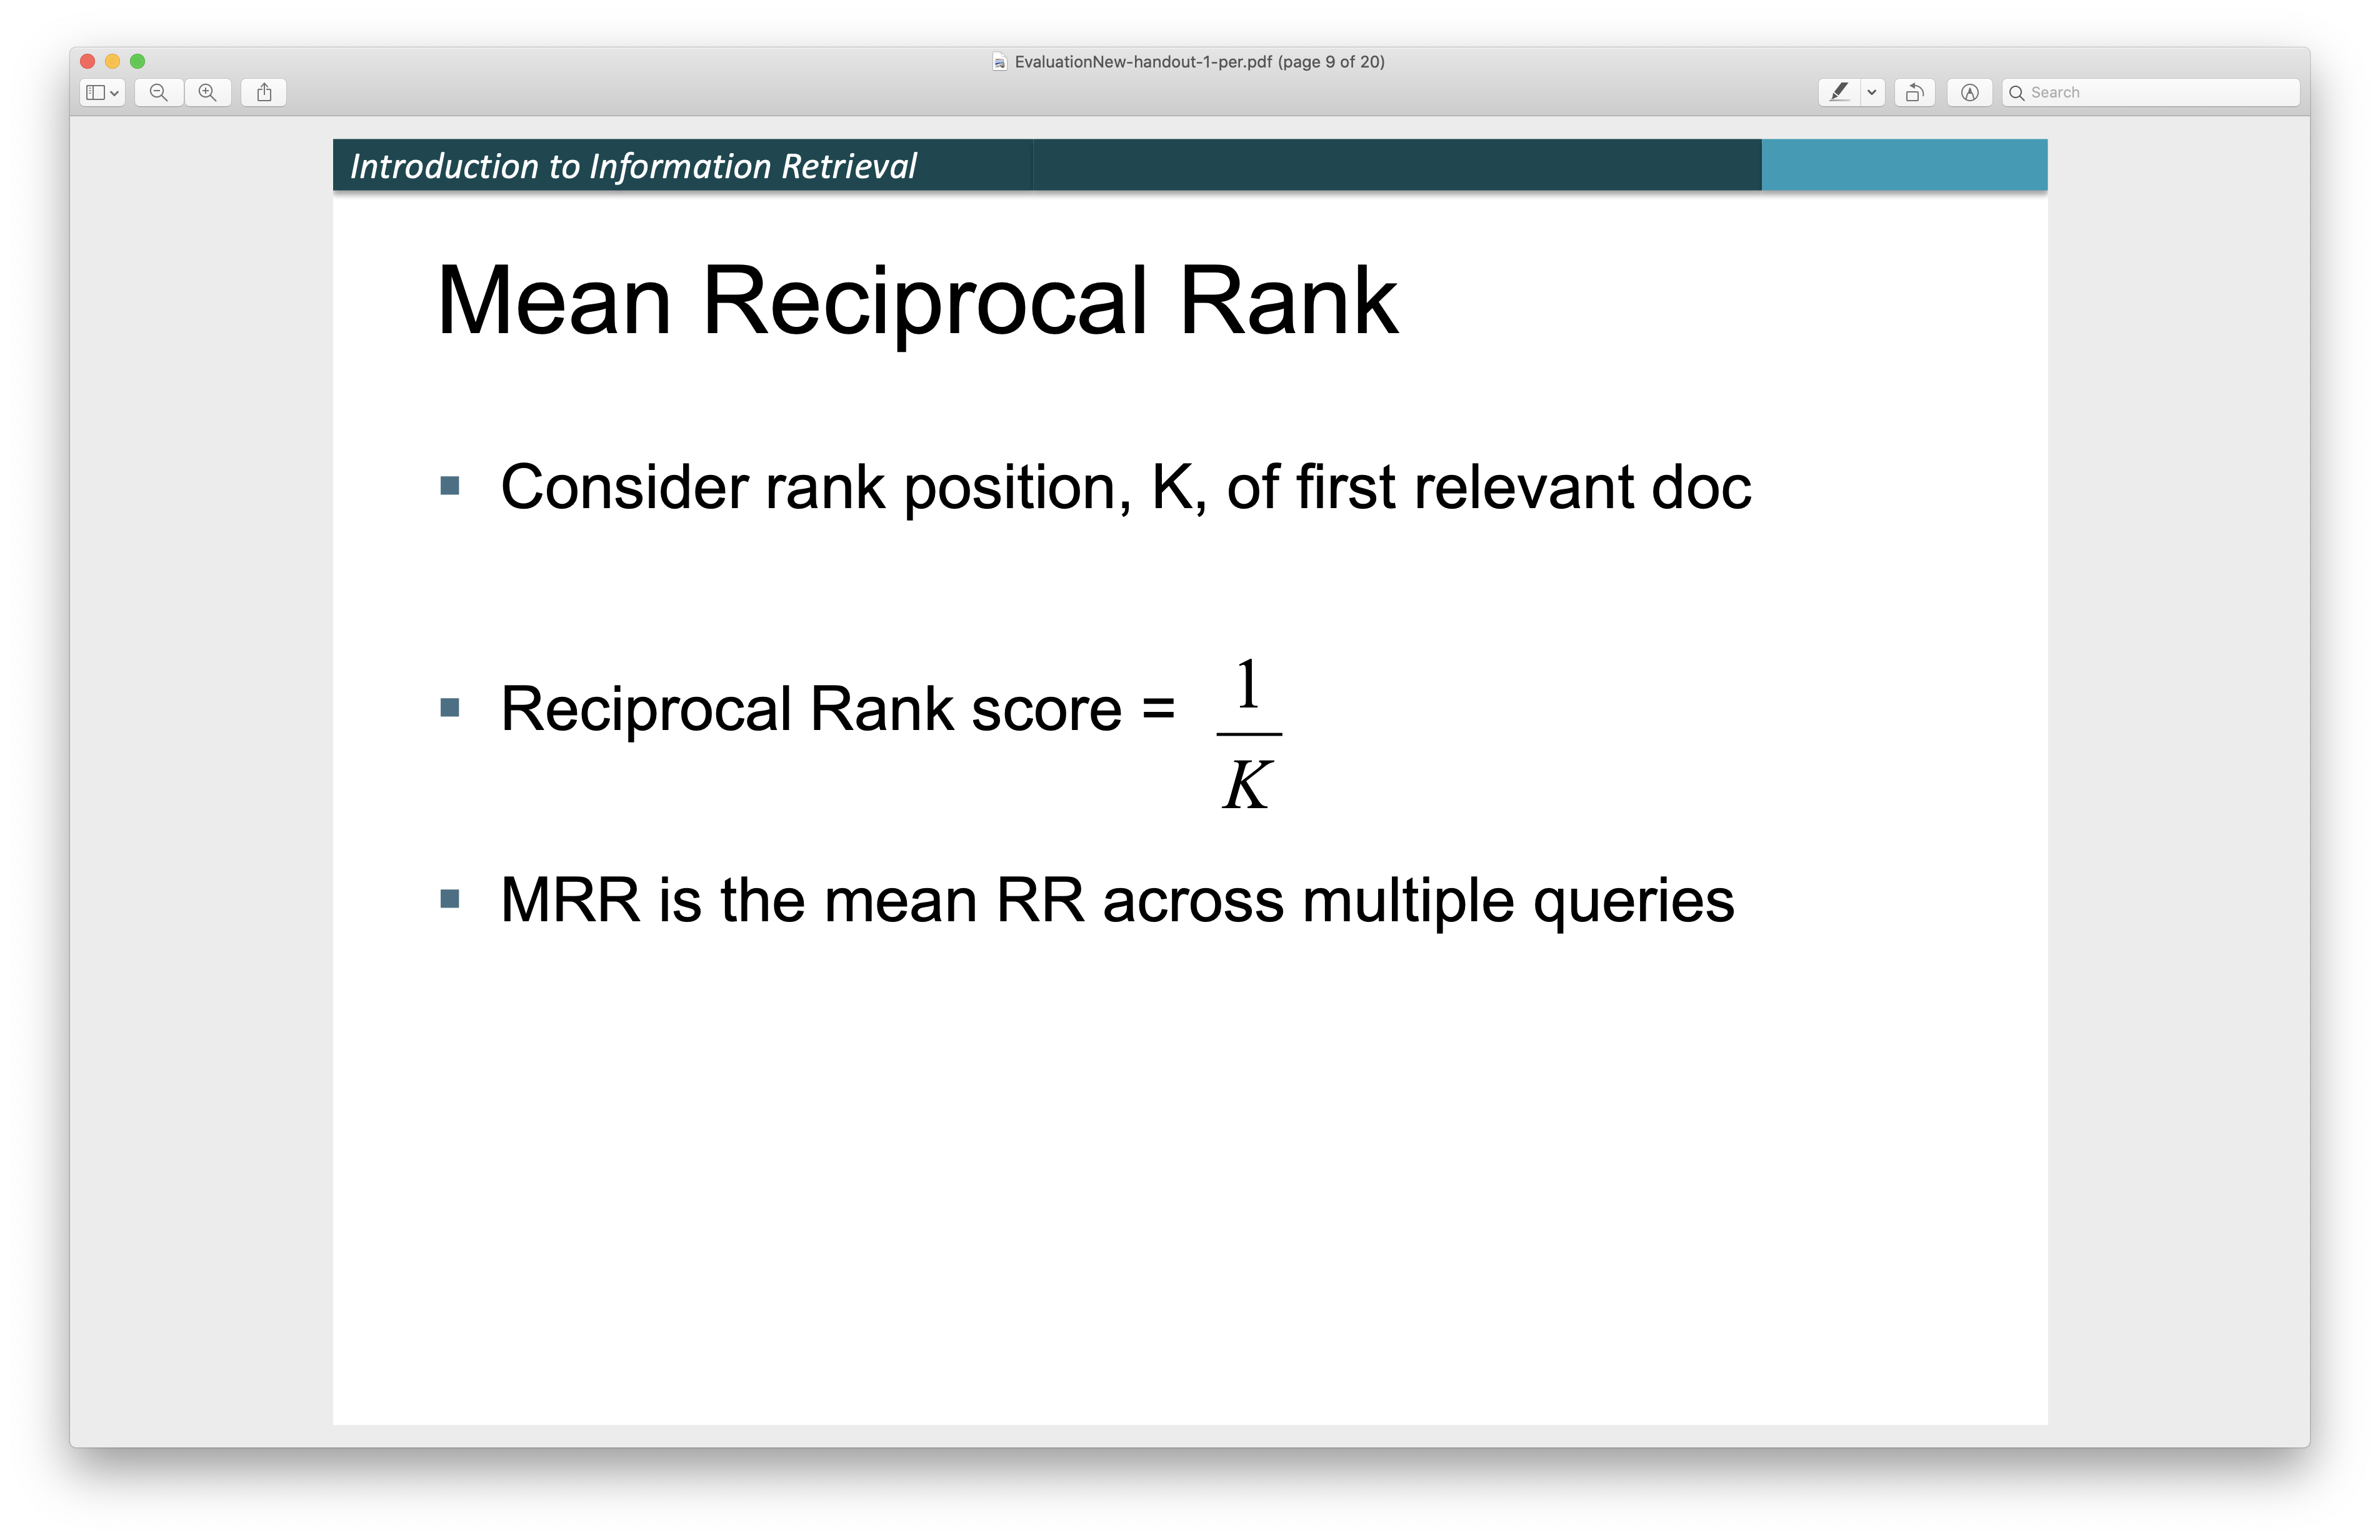 EvaluationNew-handout-1-per.pdf (page 9 of 20)
Search
Introduction to Information Retrieval
Mean Reciprocal Rank
Consider rank position, K, of first relevant doc
Reciprocal Rank score = 1/K
MRR is the mean RR across multiple queries